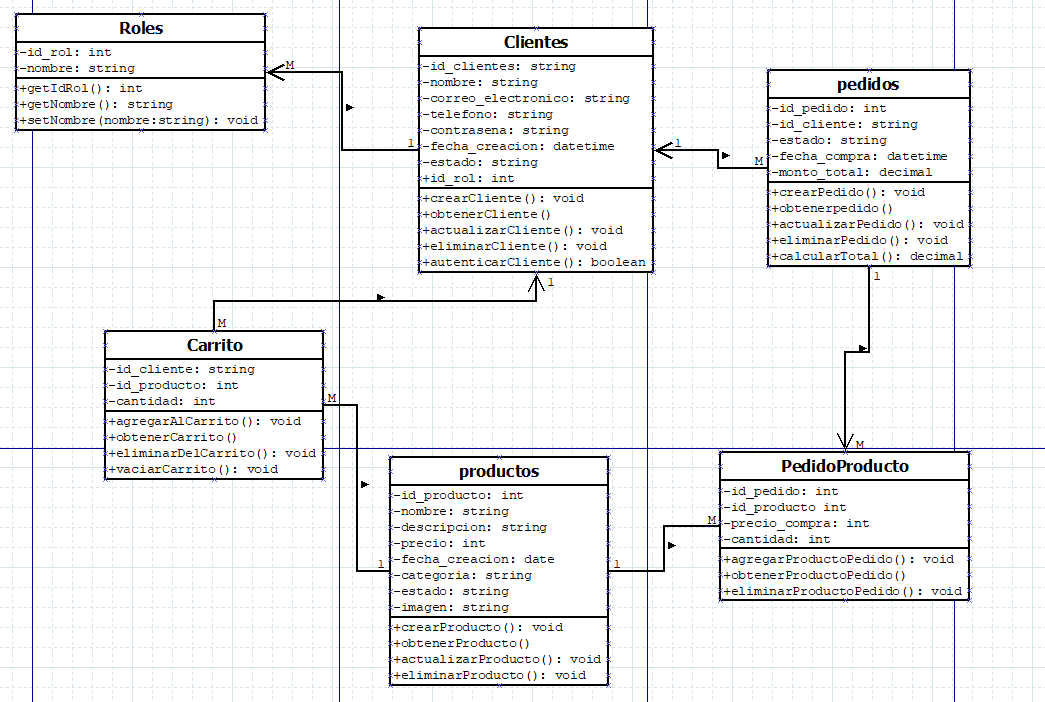 Roles
-id_rol: int
-nombre: string
+getIdRol(): int
+getNombre(): string
+setNombre(nombre:string): void
M
1
Clientes
-id_clientes: string
-nombre: string
-correo_electronico: string
-telefono: string
-contrasena: string
-fecha_creacion: datetime
-estado: string
+id_rol: int
+crearCliente(): void
+obtenerCliente()
+actualizarCliente(): void
+eliminarCliente(): void
+autenticarCliente(): boolean
1
M
1
pedidos
-id_pedido: int
-id_cliente: string
-estado: string
-fecha_compra: datetime
-monto_total: decimal
+crearPedido(): void
+obtenerpedido()
+actualizarPedido(): void
+eliminarPedido(): void
+calcularTotal(): decimal
1
M
M
Carrito
-id_cliente: string
-id_producto: int
-cantidad: int
+agregarAlCarrito(): void
+obtenerCarrito()
+eliminarDelCarrito(): void
+vaciarCarrito(): void
M
1
productos
-id_producto: int
-nombre: string
-descripcion: string
-precio: int
-fecha_creacion: date
-categoria: string
-estado: string
-imagen: string
+crearProducto(): void
+obtenerProducto()
+actualizarProducto(): void
+eliminarProducto(): void
1
M
PedidoProducto
-id_pedido: int
-id_producto int
-precio_compra: int
-cantidad: int
+agregarProductoPedido(): void
+obtenerProductoPedido()
+eliminarProductoPedido(): void